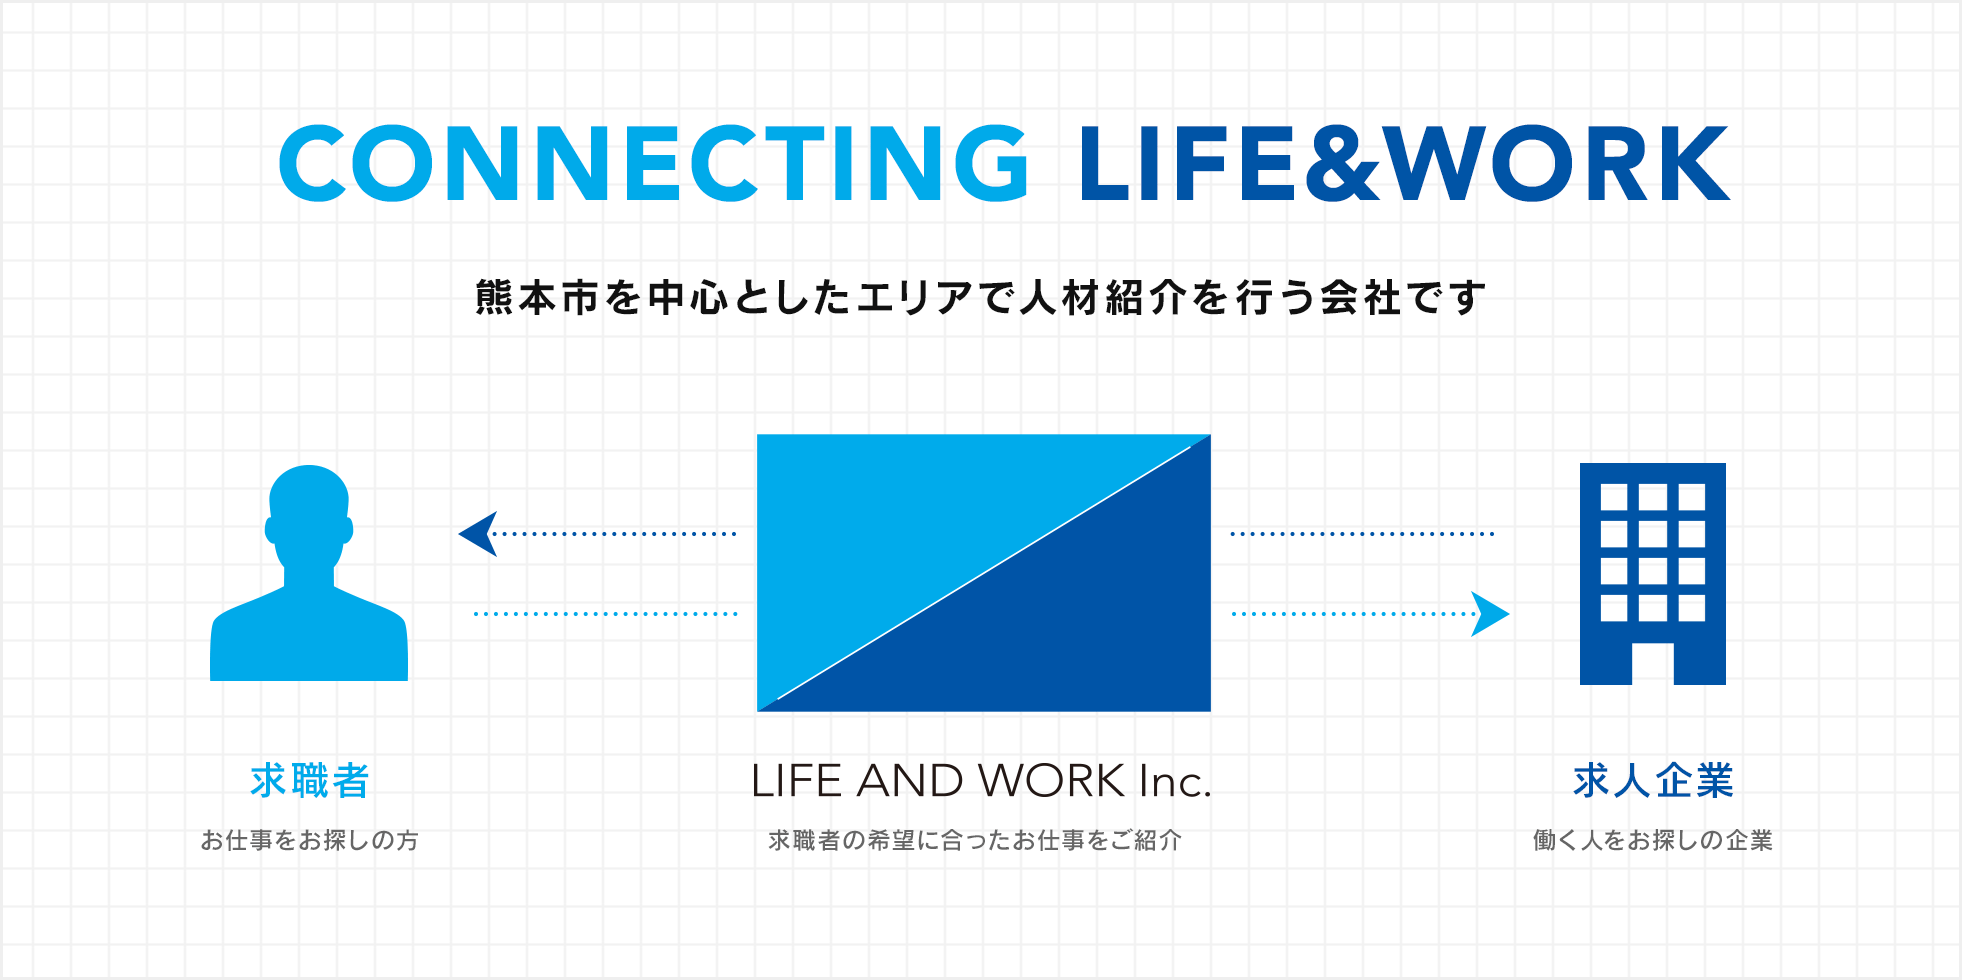 CONNECTING LIFE&WORK
熊本市を中心としたエリアで人材紹介を行う会社です
求職者
お仕事をお探しの方
LIFE AND WORK Inc.
求職者の希望に合ったお仕事をご紹介
求人企業
働く人をお探しの企業